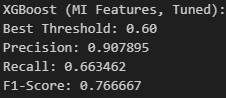 XGBoost (MI Features, Tuned):
Best Threshold: 0.60
Precision: 0.907895
Recall: 0.663462
F1-Score: 0.766667